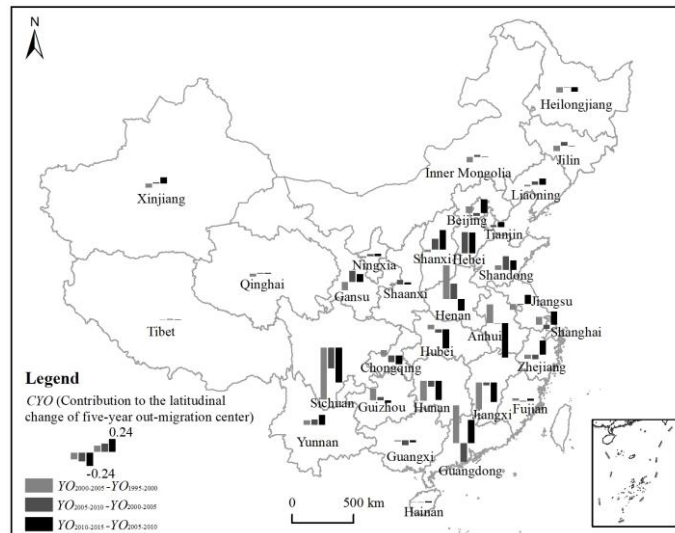 N
Heilongjiang
Jilin
Inner Mongolia
Liaoning
Xinjiang
Beijing
Tianjin
Ningxia
Shanxi
Hebei
Qinghai
Gansu
Shaanxi
Shandong
Henan
Jiangsu
Tibet
Anhui
Shanghai
Hubei
Zhejiang
Chongqing
Legend
CYO (Contribution to the latitudinal
change of five-year out-migration center)
Sichuan
Guizhou
Hunan
Jiangxi
Fujian
0.24
Yunnan
Guangxi
Guangdong
-0.24
YO2000-2005-YO1995-2000
YO2005-2010-YO2000-2005
YO2010-2015-YO2005-2010
0 500 km
Hainan